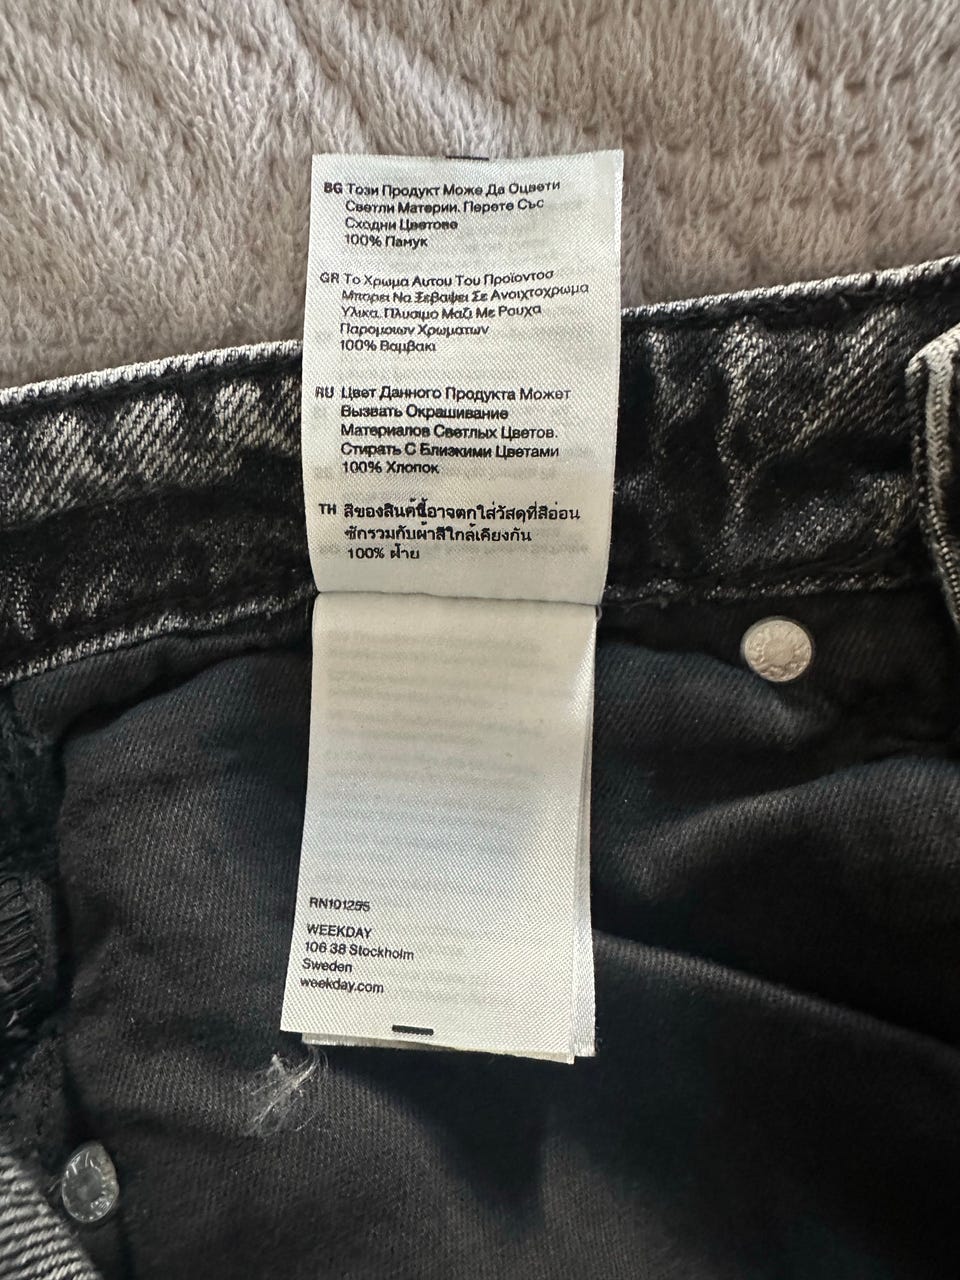 BG Този Продукт Може Да Оцвети
Светли Материи. Перете Със
Сходни Цветове
100% Памук
GR Το Χρωμα Αυτου Του Προϊοντοσ
Μπορει Να Ξεβαψει Σε Ανοιχτοχρωμα
Υλικα. Πλυσιμο Μαζι Με Ρουχα
Παρομοιων Χρωματων
100% Βαμβακι
RU Цвет Данного Продукта Может
Вызвать Окрашивание
Материалов Светлых Цветов.
Стирать С Близкими Цветами
100% Хлопок
TH สีของสินค้านี้อาจตกใส่วัสดุที่สีอ่อน
ซักรวมกับผ้าสีใกล้เคียงกัน
100% ฝ้าย
RN101255
WEEKDAY
106 38 Stockholm
Sweden
weekday.com